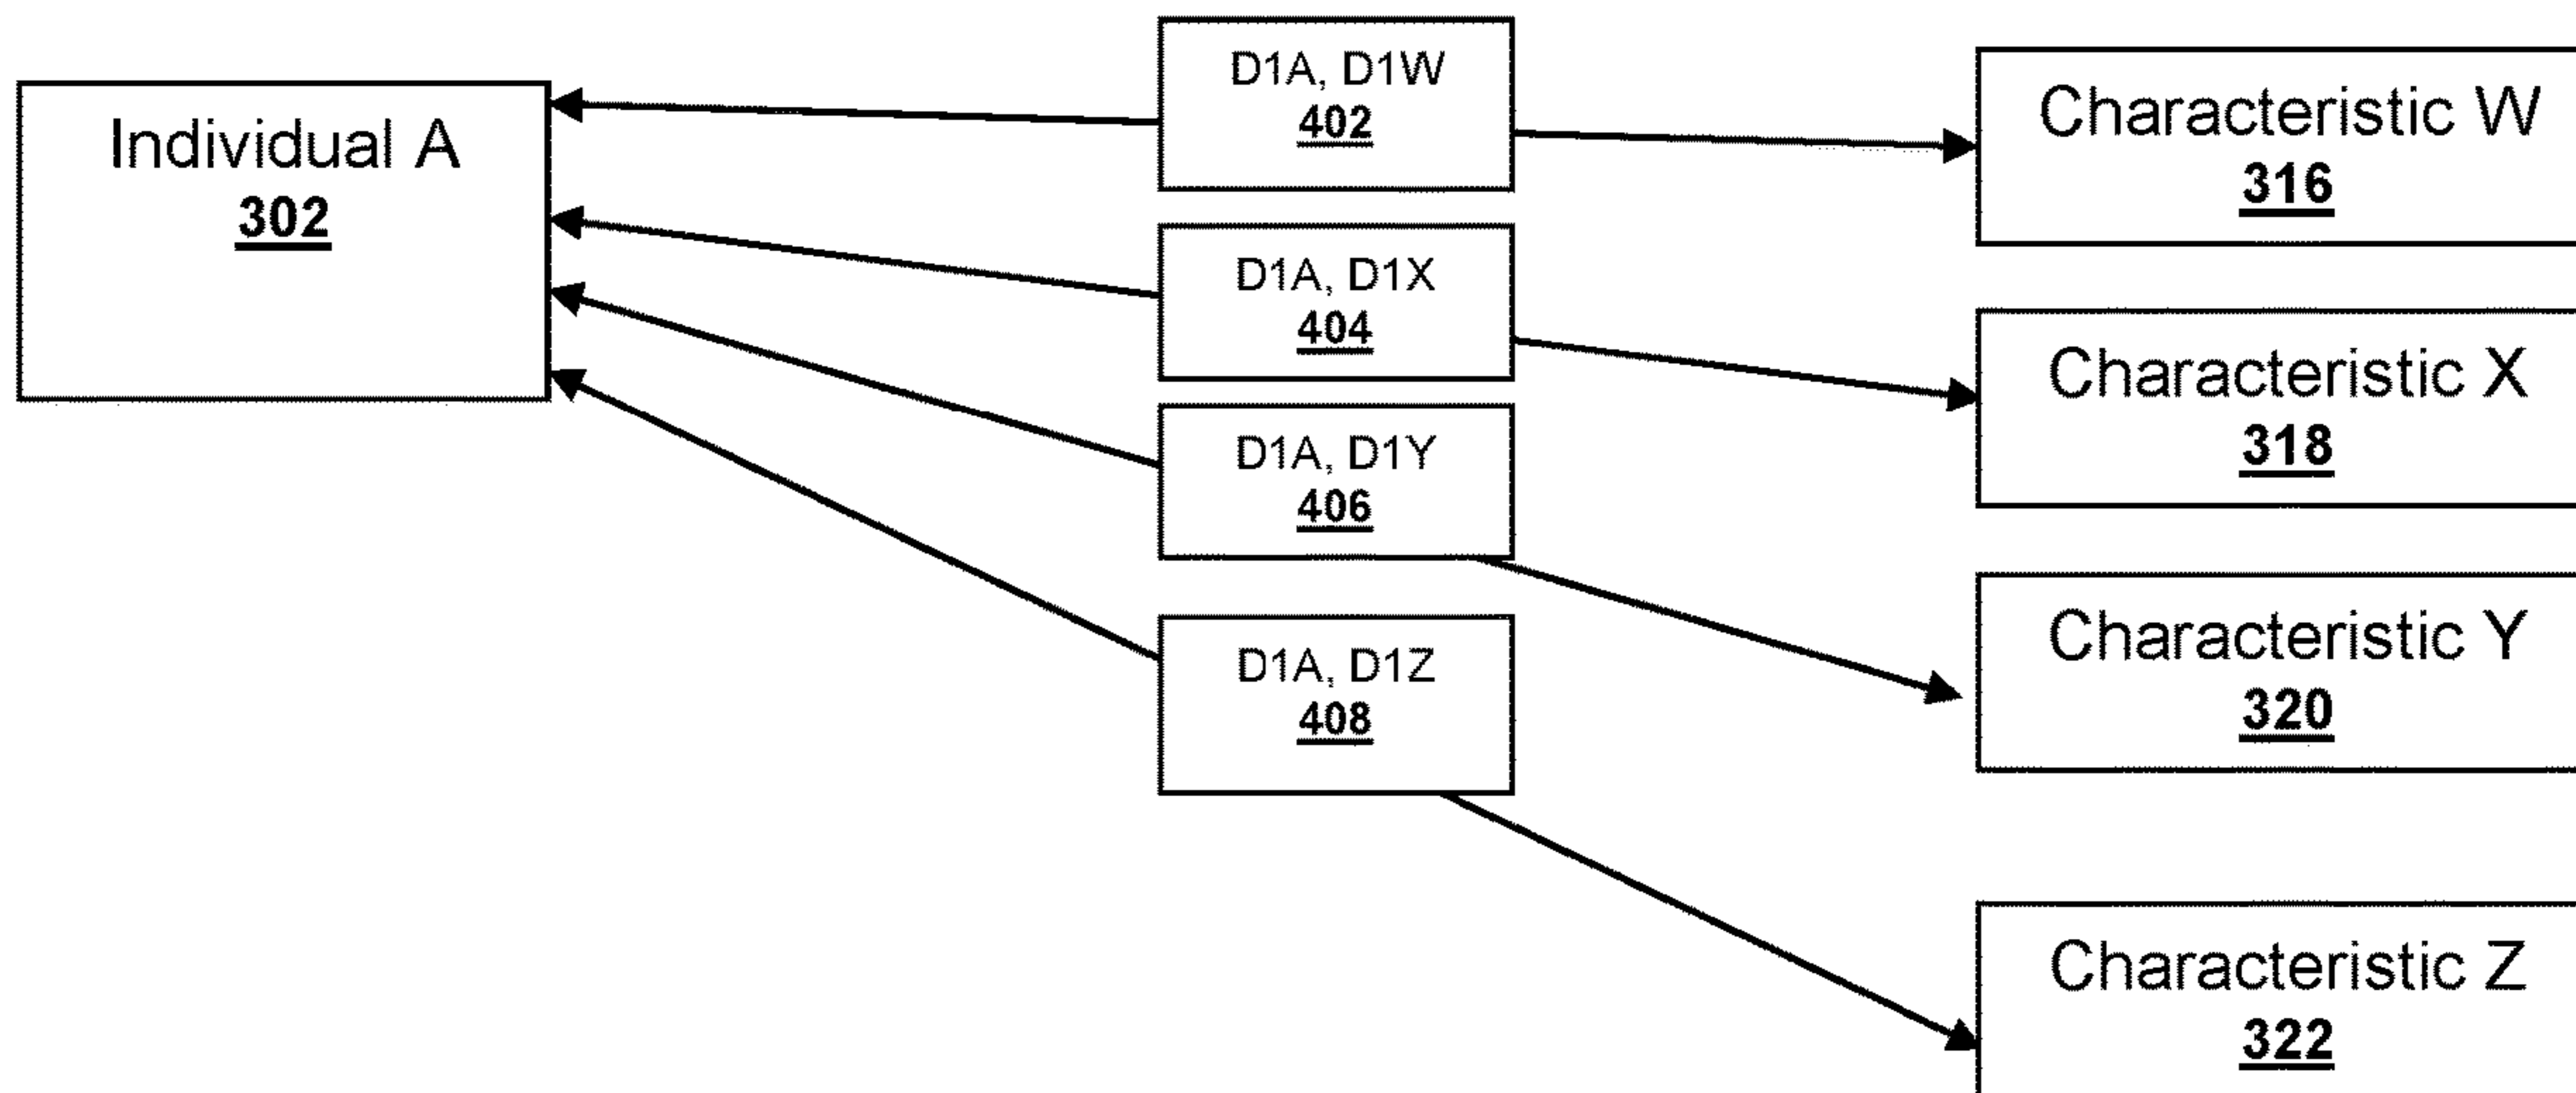 Individual A
302
D1A, D1W
402
D1A, D1X
404
D1A, D1Y
406
D1A, D1Z
408
Characteristic W
316
Characteristic X
318
Characteristic Y
320
Characteristic Z
322